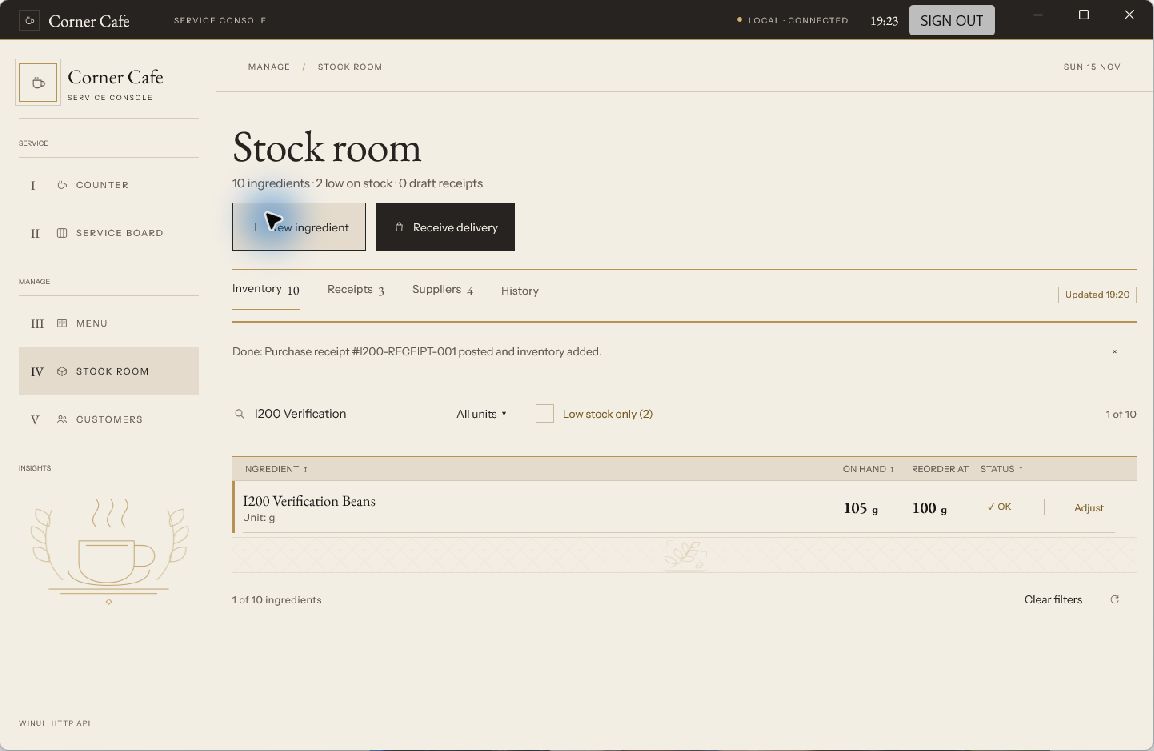 Corner Cafe SERVICE CONSOLE LOCAL · CONNECTED 19:23 SIGN OUT
Corner Cafe
SERVICE CONSOLE
MANAGE / STOCK ROOM SUN 15 NOV
SERVICE
I COUNTER
II SERVICE BOARD
MANAGE
III MENU
IV STOCK ROOM
V CUSTOMERS
INSIGHTS
WINUI HTTP API
Stock room
10 ingredients · 2 low on stock · 0 draft receipts
ingredient Receive delivery
Inventory 10 Receipts 3 Suppliers 4 History Updated 19:20
Done: Purchase receipt #I200-RECEIPT-001 posted and inventory added. ×
I200 Verification All units ▾ Low stock only (2) 1 of 10
INGREDIENT ↑ ON HAND ↕ REORDER AT STATUS
I200 Verification Beans 105 g 100 g ✓ OK Adjust
Unit: g
1 of 10 ingredients Clear filters